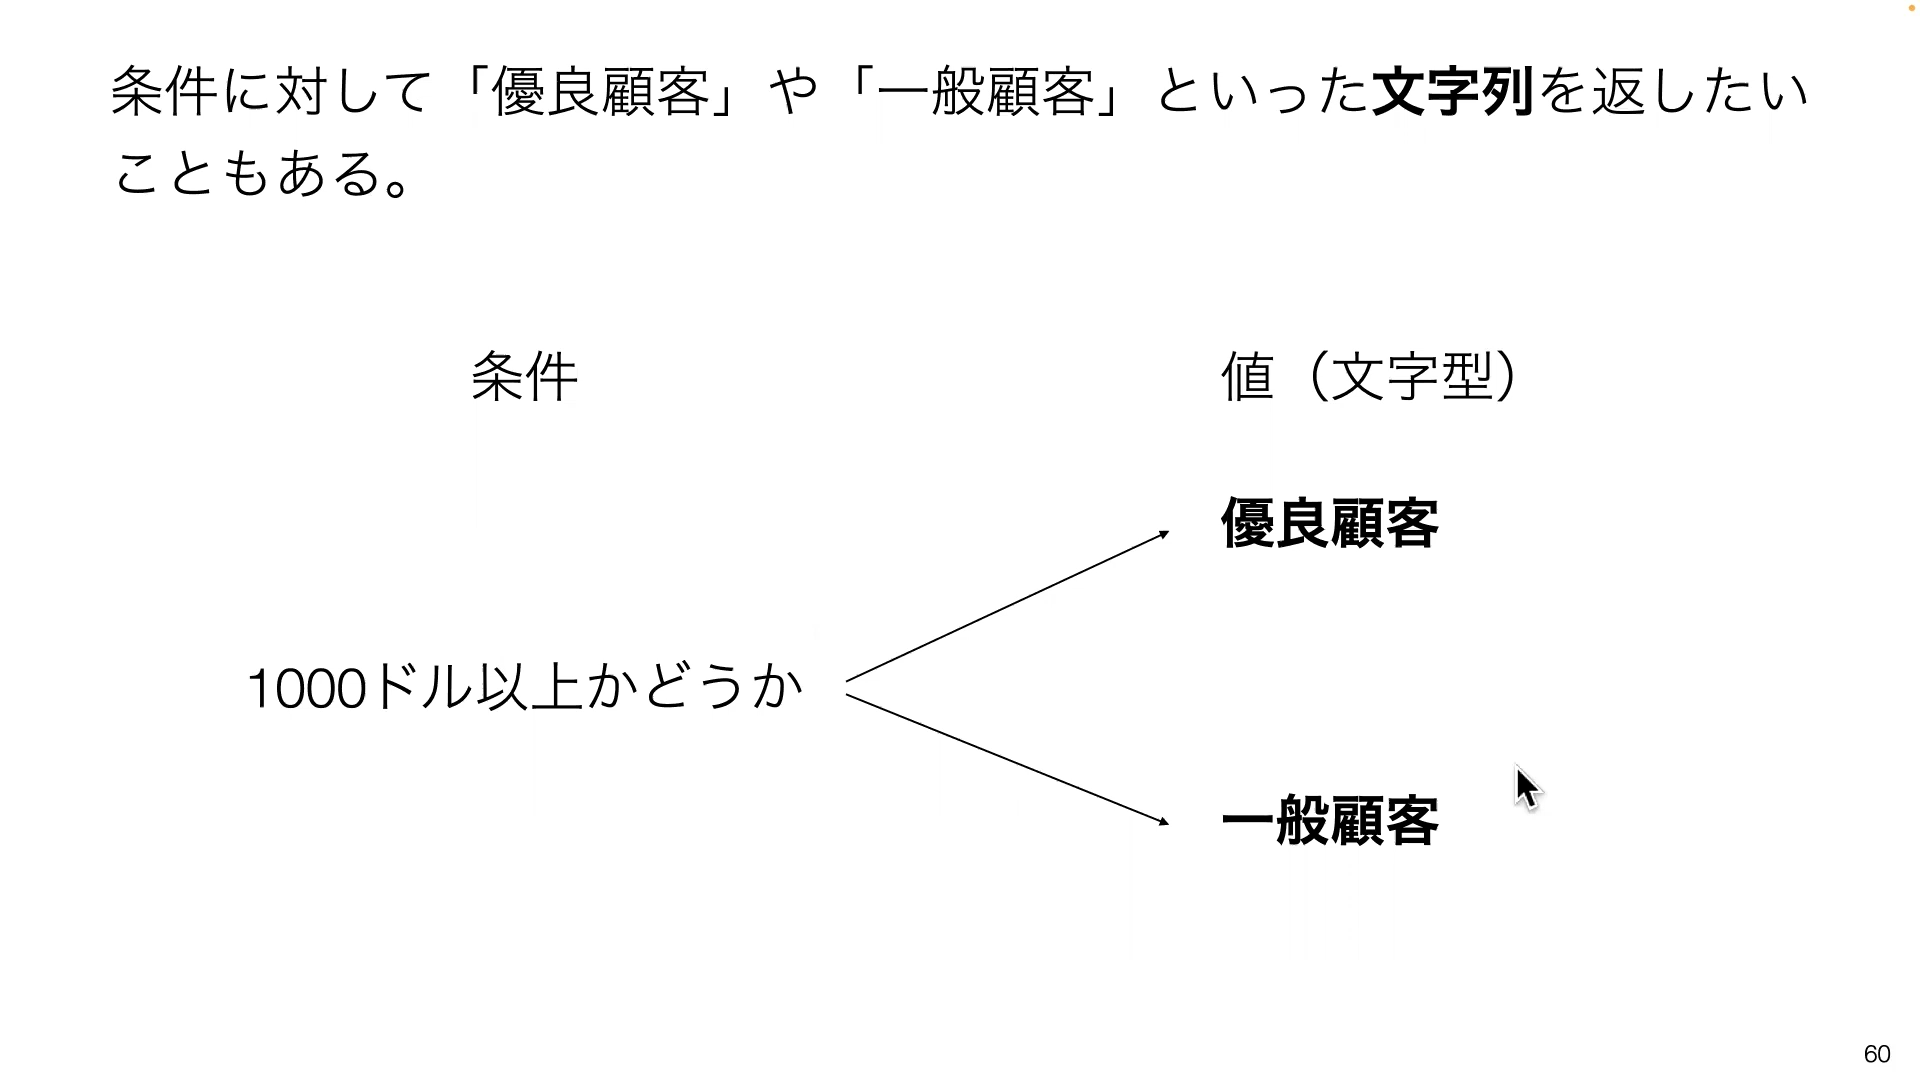 条件に対して「優良顧客」や「一般顧客」といった文字列を返したい
こともある。
条件
値（文字型）
優良顧客
1000ドル以上かどうか
一般顧客
60